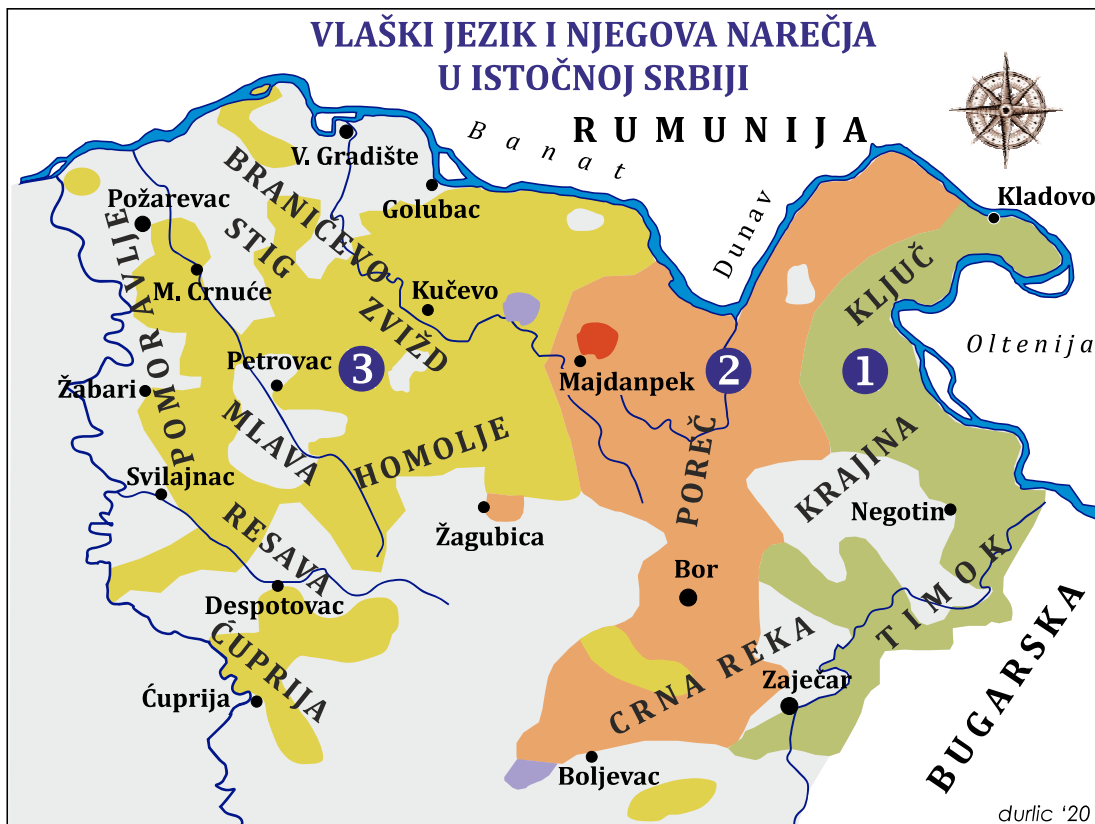 VLAŠKI JEZIK I NJEGOVA NAREČJA
U ISTOČNOJ SRBIJI
Banat
RUMUNIJA
V. Gradište
BRANIČEVO
Golubac
Kladovo
Požarevac
STIG
Dunav
POMORAVLJE
M. Crnuće
Kučevo
ZVIŽD
KLJUČ
Oltenija
Petrovac
3
Majdanpek
2
1
Žabari
MLAVA
HOMOLJE
POREČ
KRAJINA
Svilajnac
RESAVA
Žagubica
Negotin
Bor
TIMOK
Despotovac
ĆUPRIJA
CRNA REKA
Zaječar
Ćuprija
Boljevac
BUGARSKA
durlic ‘20